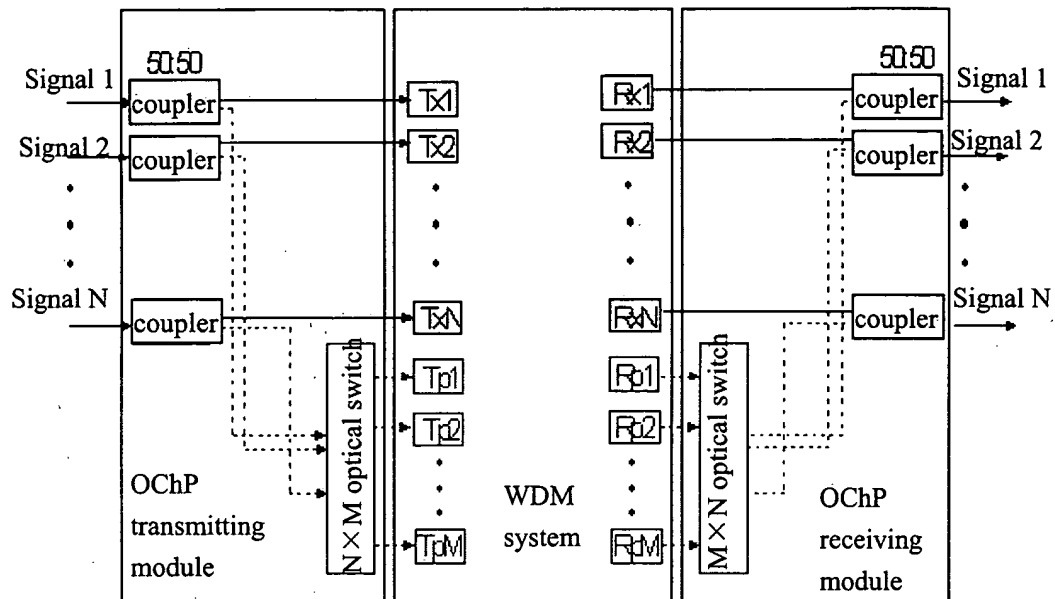 50:50
50:50
Signal 1
coupler
Tx1
Rx1
coupler
Signal 1
Signal 2
coupler
Tx2
Rx2
coupler
Signal 2
Signal N
coupler
TxN
RxN
coupler
Signal N
N×M optical switch
Tp1
Rp1
M×N optical switch
Tp2
Rp2
TpM
RpM
OChP
transmitting
module
WDM
system
OChP
receiving
module